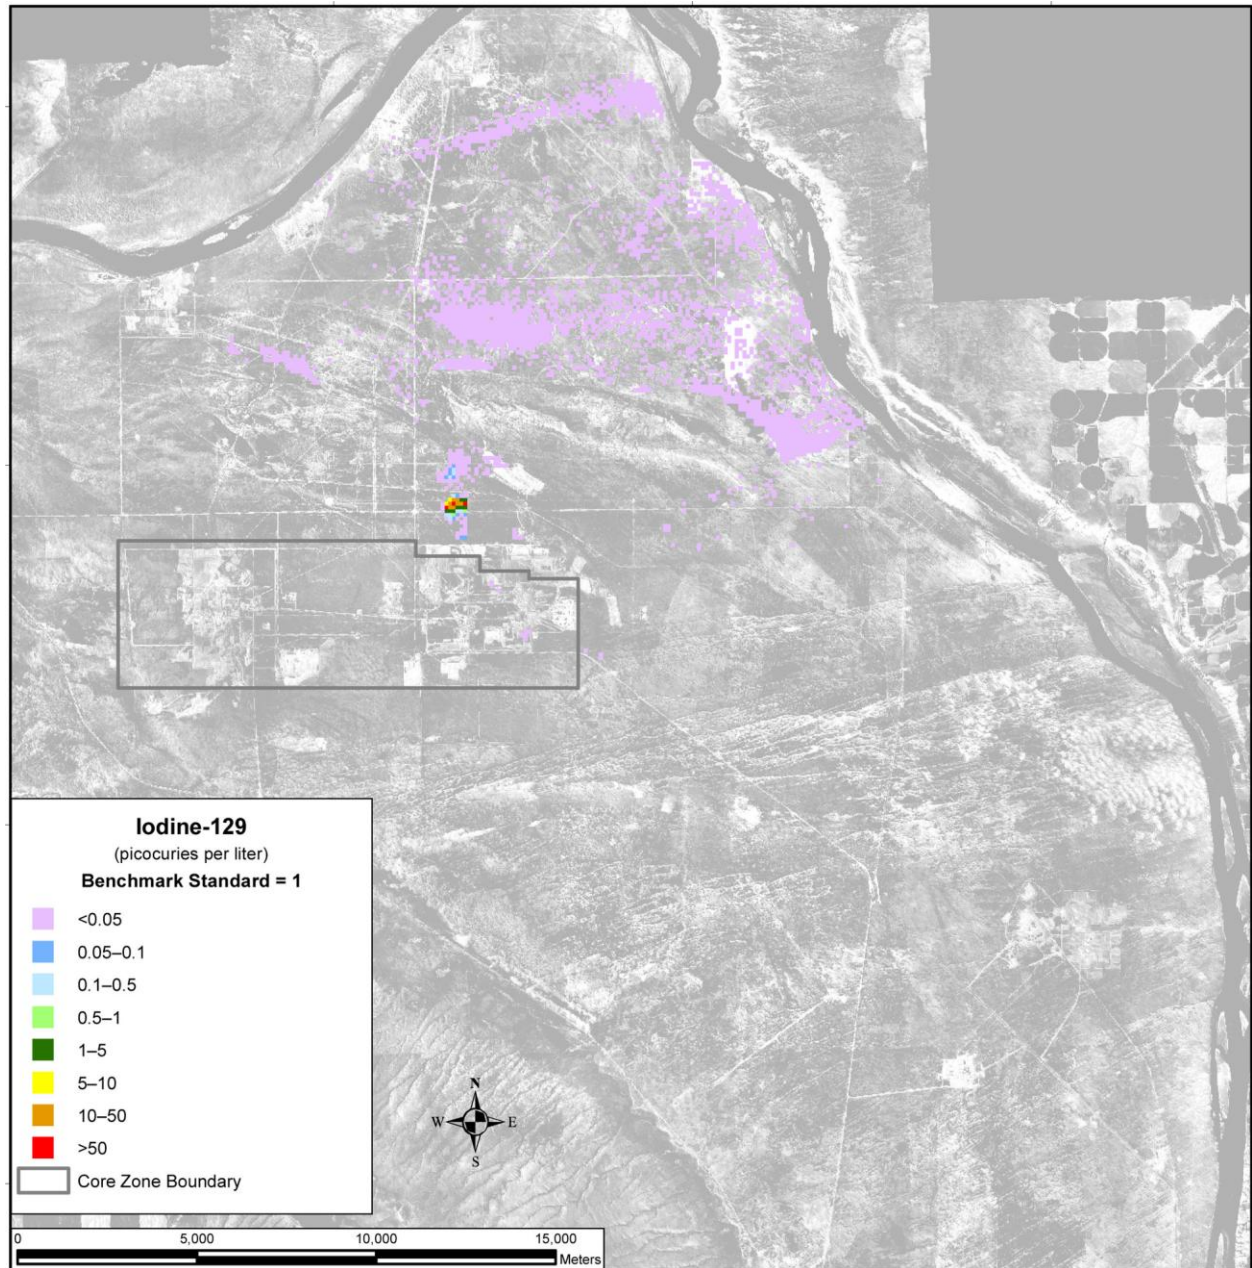 Iodine-129
(picocuries per liter)
Benchmark Standard = 1
<0.05
0.05–0.1
0.1–0.5
0.5–1
1–5
5–10
10–50
>50
Core Zone Boundary
N
W E
S
0 5,000 10,000 15,000
Meters